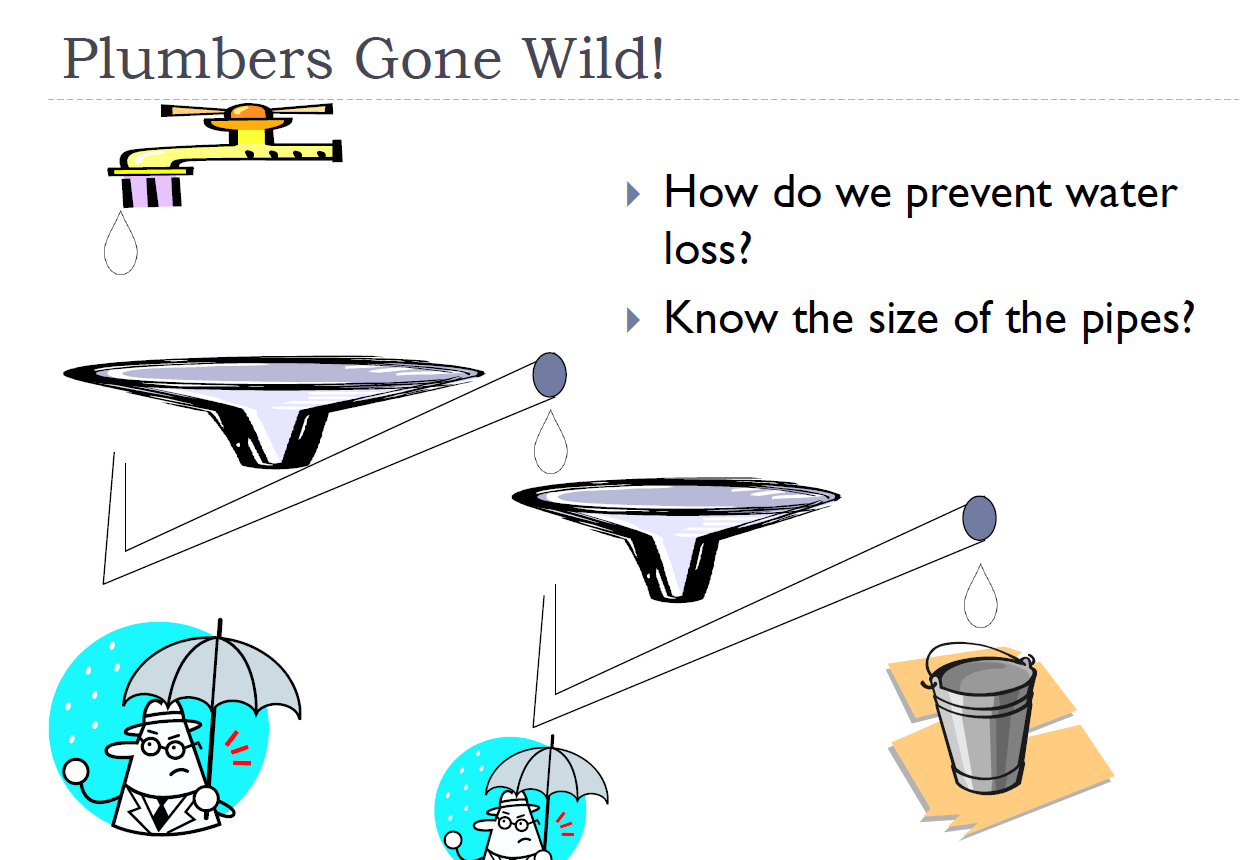 Plumbers Gone Wild!
How do we prevent water
loss?
Know the size of the pipes?